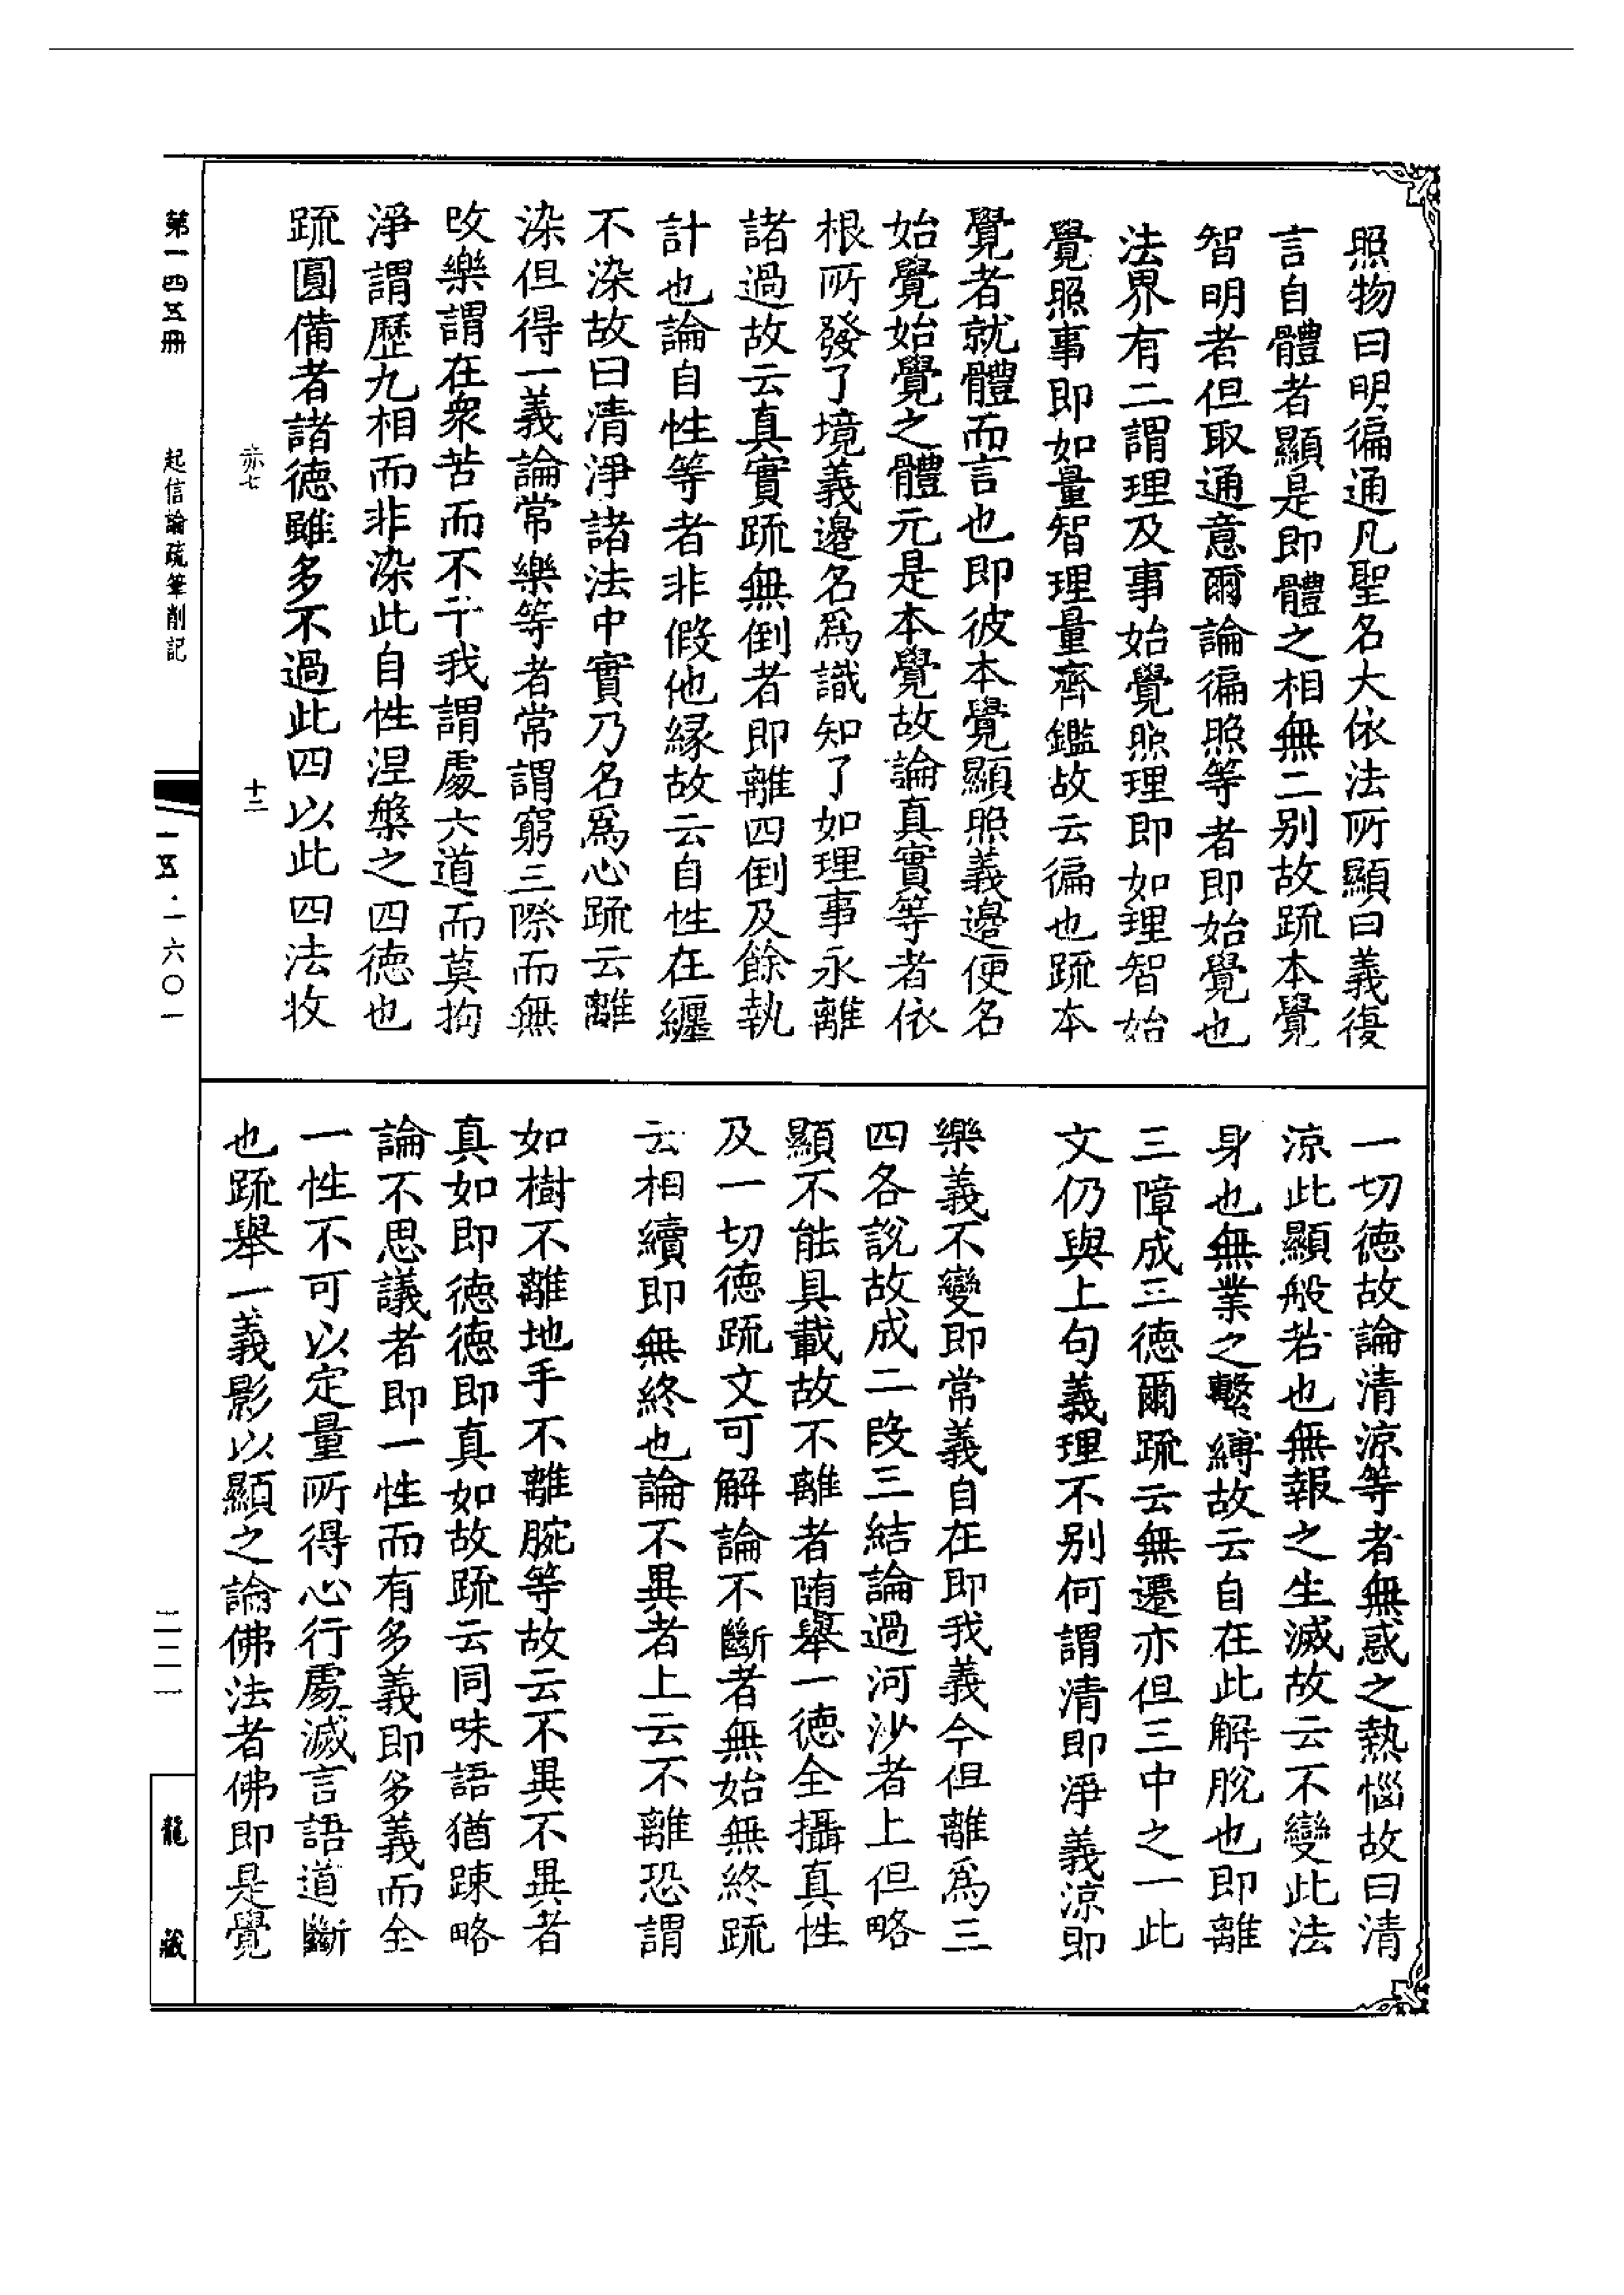 照物曰明徧通凡聖名大依法所顯曰義復
言自體者顯是即體之相無二别故䟽本覺
智明者但取通意爾論徧照等者即始覺也
法界有二謂理及事始覺照理即如理智始
覺照事即如量智理量齊鑑故云徧也䟽本
覺者就體而言也即彼本覺顯照義邊便名
始覺始覺之體元是本覺故論真實等者依
根所發了境義邊名爲識知了如理事永離
諸過故云真實䟽無倒者即離四倒及餘執
計也論自性等者非假他緣故云自性在纏
不染故曰清淨諸法中實乃名爲心䟽云離
染但得一義論常樂等者常謂窮三際而無
改樂謂在衆苦而不干我謂處六道而莫拘
淨謂歷九相而非染此自性涅槃之四德也
䟽圓備者諸德雖多不過此四以此四法收
一切德故論清涼等者無惑之熱惱故曰清
涼此顯般若也無報之生滅故云不變此法
身也無業之繫縛故云自在此解脫也即離
三障成三德爾䟽云無遷亦但三中之一此
文仍與上句義理不别何謂清即淨義涼即
樂義不變即常義自在即我義今但離爲三
四各說故成二段三結論過河沙者上但略
顯不能具載故不離者隨舉一德全攝真性
及一切德䟽文可解論不斷者無始無終䟽
云相續即無終也論不異者上云不離恐謂
如樹不離地手不離腕等故云不異不異者
真如即德德即真如故䟽云同味語猶踈略
論不思議者即一性而有多義即多義而全
一性不可以定量所得心行處滅言語道斷
也䟽舉一義影以顯之論佛法者佛即是覺
赤七
十二
第一四五冊
起信論疏筆削記
一五·一六〇一
二二一
龍藏